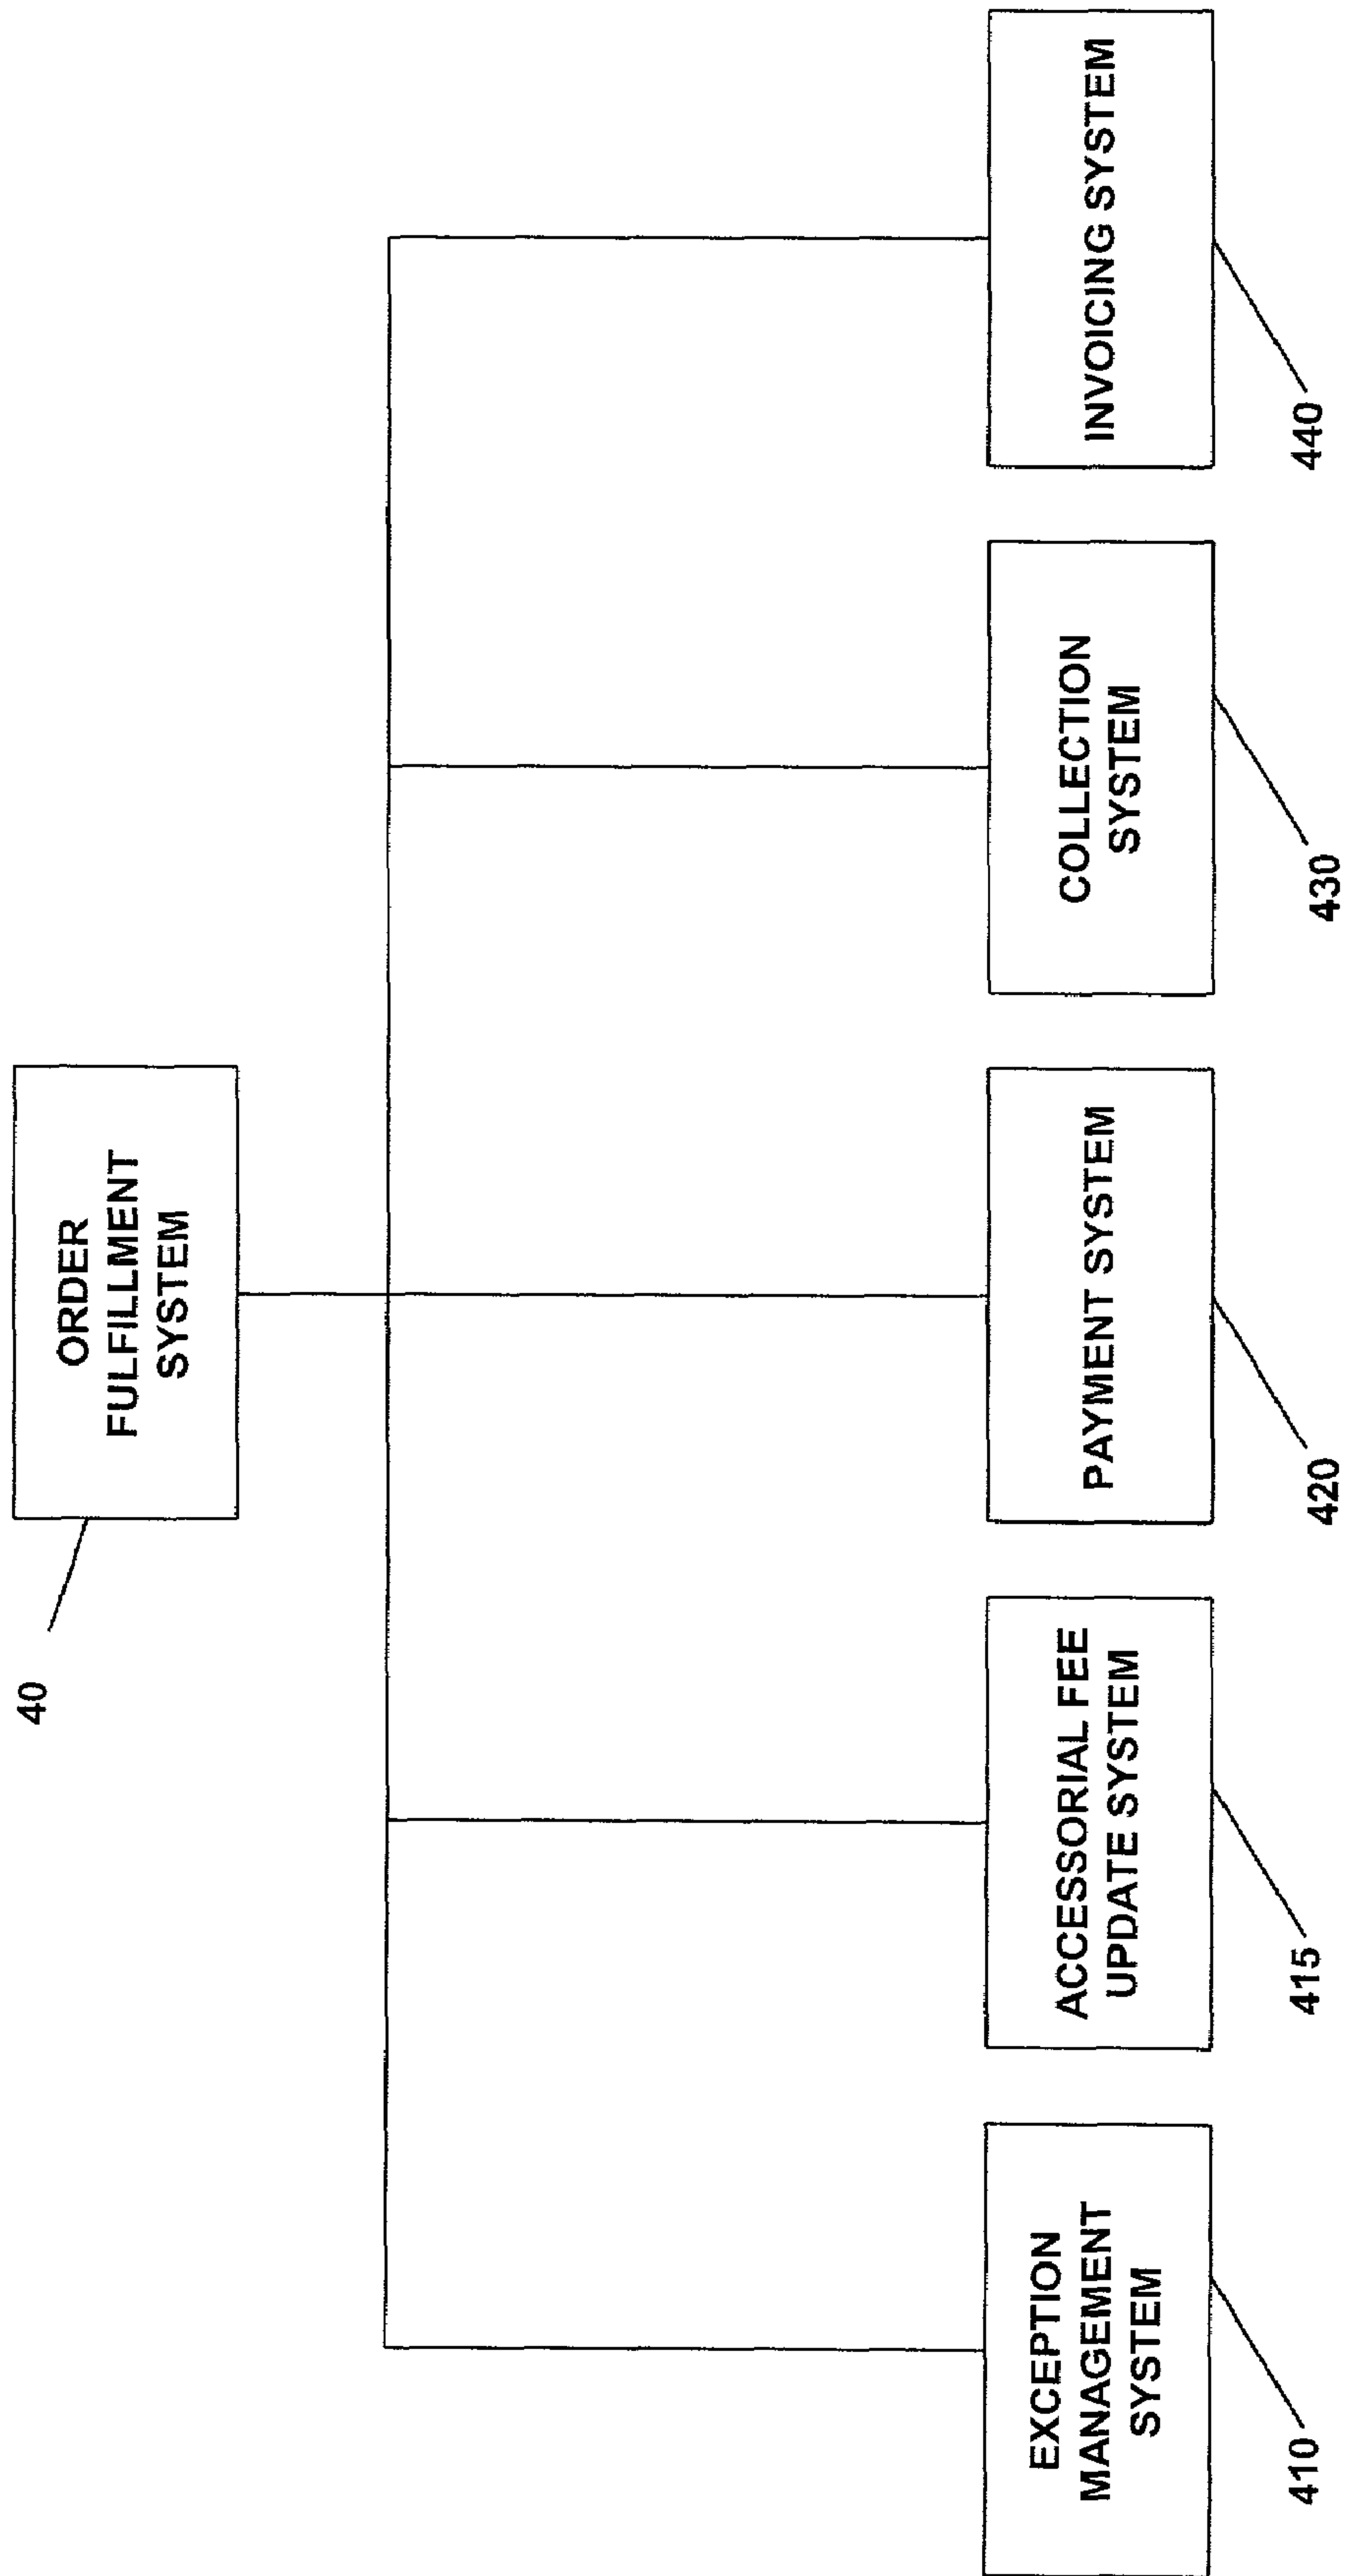 40
ORDER
FULFILLMENT
SYSTEM
EXCEPTION
MANAGEMENT
SYSTEM
410
ACCESSORIAL FEE
UPDATE SYSTEM
415
PAYMENT SYSTEM
420
COLLECTION
SYSTEM
430
INVOICING SYSTEM
440